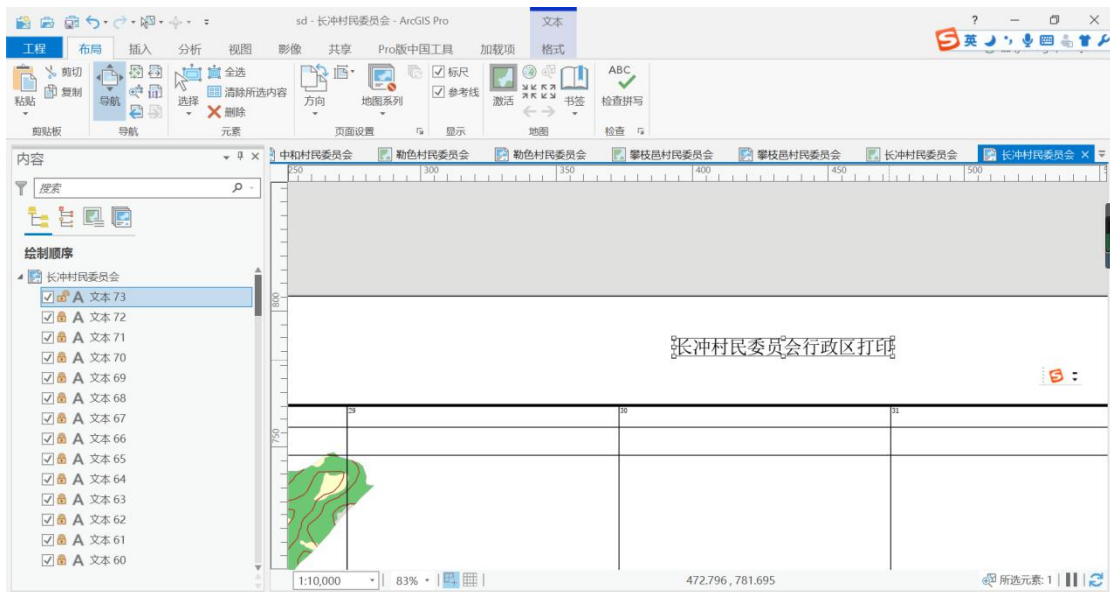 sd - 长冲村民委员会 - ArcGIS Pro
文本
? — ×
工程 布局 插入 分析 视图 影像 共享 Pro版中国工具 加载项 格式
英
粘贴 剪切 复制
导航
选择 全选 清除所选内容 删除
方向 地图系列
标尺 参考线
激活 书签
ABC 检查拼写
剪贴板 导航 元素 页面设置 显示 地图 检查
内容
中和村民委员会 勒色村民委员会 勒色村民委员会 攀枝邑村民委员会 攀枝邑村民委员会 长冲村民委员会 长冲村民委员会 ×
搜索
250 300 350 400 450 500
绘制顺序
长冲村民委员会
A 文本 73
A 文本 72
A 文本 71
A 文本 70
A 文本 69
A 文本 68
A 文本 67
A 文本 66
A 文本 65
A 文本 64
A 文本 63
A 文本 62
A 文本 61
A 文本 60
800
长冲村民委员会行政区打印
29 30 31
750
1:10,000 83% 472.796 , 781.695 所选元素: 1